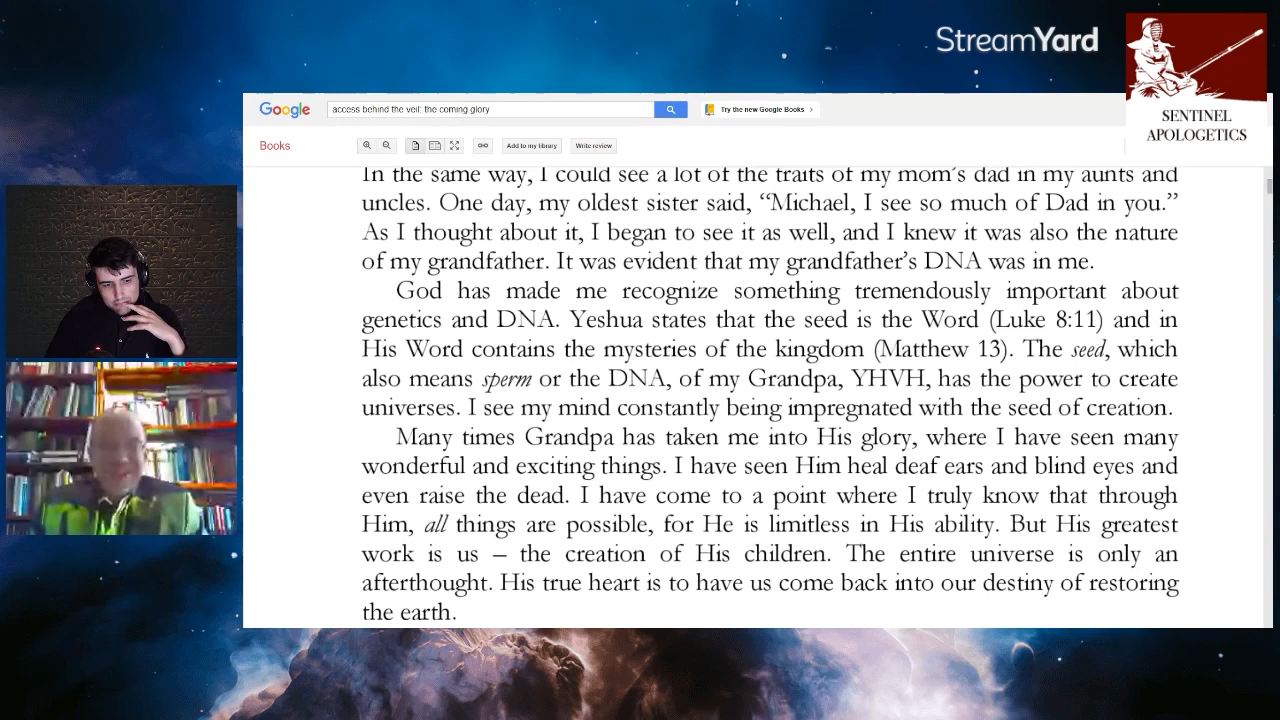 StreamYard
SENTINEL
APOLOGETICS
Google
access behind the veil: the coming glory
Try the new Google Books
Books
Add to my library
Write review
In the same way, I could see a lot of the traits of my mom's dad in my aunts and
uncles. One day, my oldest sister said, “Michael, I see so much of Dad in you.”
As I thought about it, I began to see it as well, and I knew it was also the nature
of my grandfather. It was evident that my grandfather's DNA was in me.
God has made me recognize something tremendously important about
genetics and DNA. Yeshua states that the seed is the Word (Luke 8:11) and in
His Word contains the mysteries of the kingdom (Matthew 13). The seed, which
also means sperm or the DNA, of my Grandpa, YHVH, has the power to create
universes. I see my mind constantly being impregnated with the seed of creation.
Many times Grandpa has taken me into His glory, where I have seen many
wonderful and exciting things. I have seen Him heal deaf ears and blind eyes and
even raise the dead. I have come to a point where I truly know that through
Him, all things are possible, for He is limitless in His ability. But His greatest
work is us – the creation of His children. The entire universe is only an
afterthought. His true heart is to have us come back into our destiny of restoring
the earth.